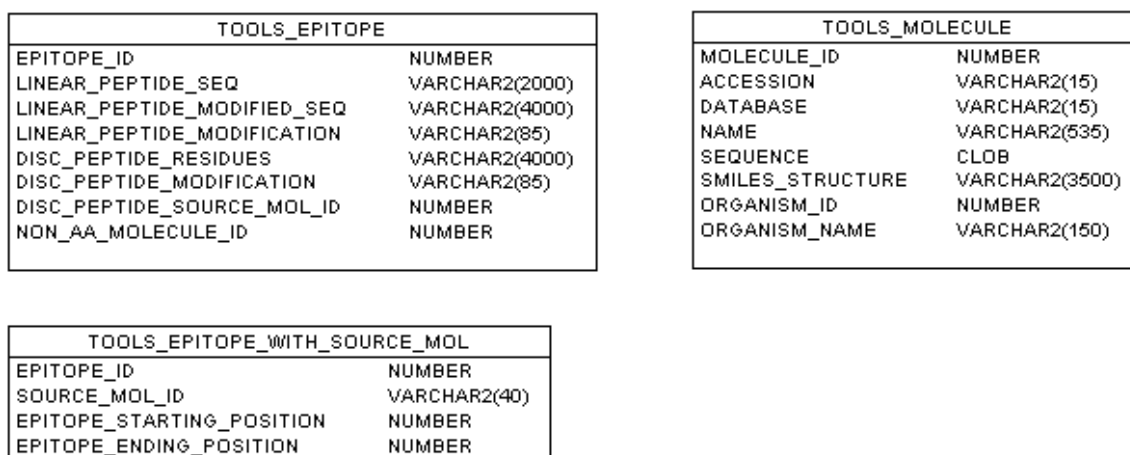 TOOLS_EPITOPE
EPITOPE_ID NUMBER
LINEAR_PEPTIDE_SEQ VARCHAR2(2000)
LINEAR_PEPTIDE_MODIFIED_SEQ VARCHAR2(4000)
LINEAR_PEPTIDE_MODIFICATION VARCHAR2(85)
DISC_PEPTIDE_RESIDUES VARCHAR2(4000)
DISC_PEPTIDE_MODIFICATION VARCHAR2(85)
DISC_PEPTIDE_SOURCE_MOL_ID NUMBER
NON_AA_MOLECULE_ID NUMBER
TOOLS_MOLECULE
MOLECULE_ID NUMBER
ACCESSION VARCHAR2(15)
DATABASE VARCHAR2(15)
NAME VARCHAR2(535)
SEQUENCE CLOB
SMILES_STRUCTURE VARCHAR2(3500)
ORGANISM_ID NUMBER
ORGANISM_NAME VARCHAR2(150)
TOOLS_EPITOPE_WITH_SOURCE_MOL
EPITOPE_ID NUMBER
SOURCE_MOL_ID VARCHAR2(40)
EPITOPE_STARTING_POSITION NUMBER
EPITOPE_ENDING_POSITION NUMBER